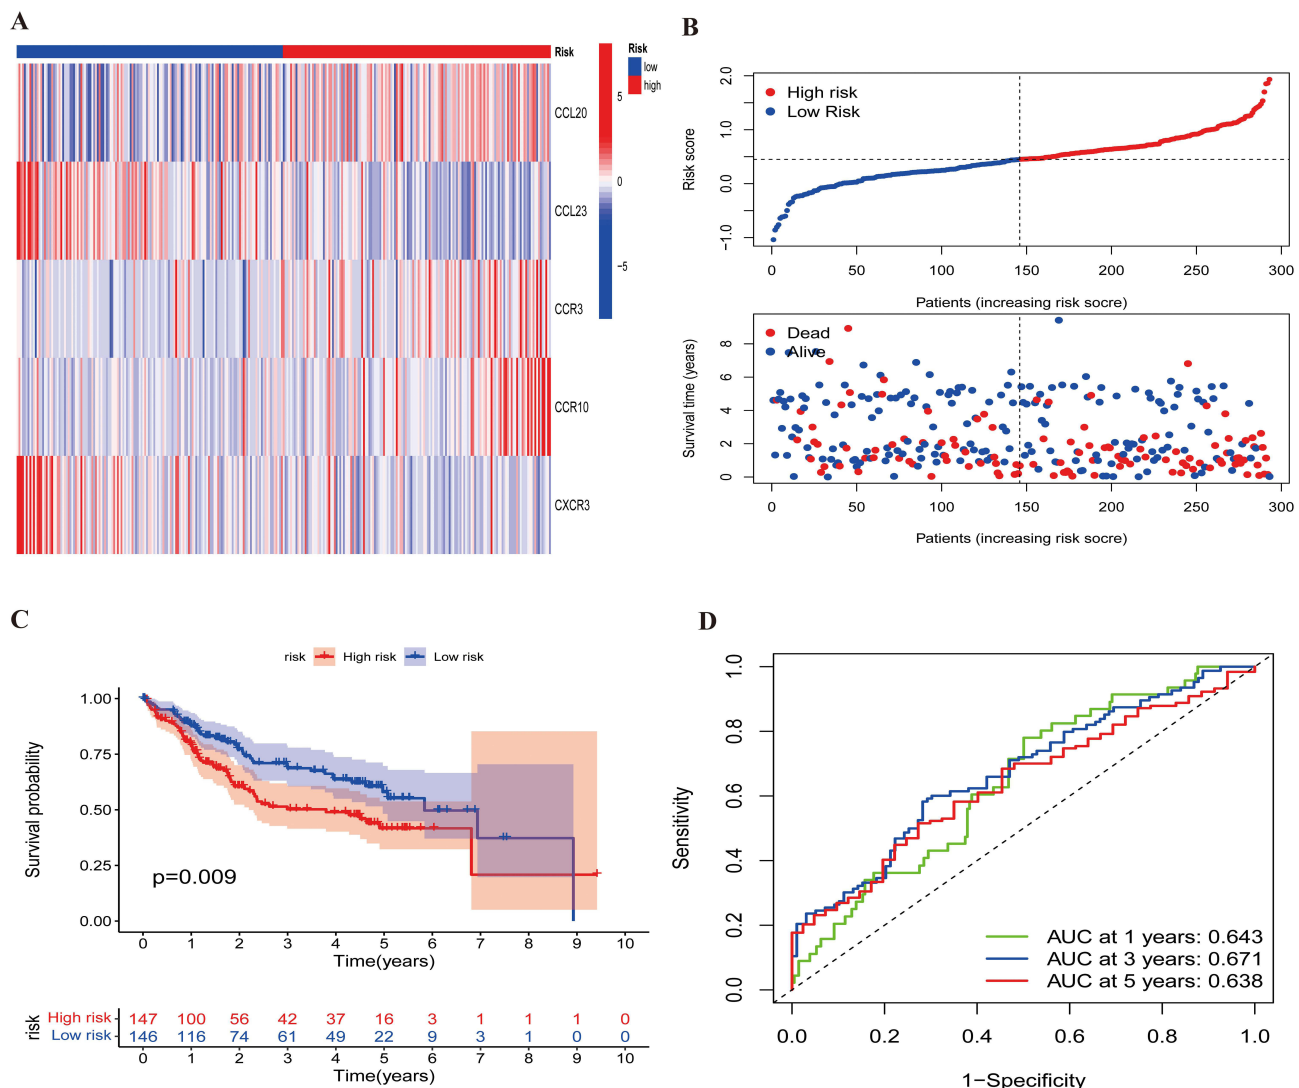 A
Risk
Risk
low
high
5
0
−5
CCL20
CCL23
CCR3
CCR10
CXCR3
B
High risk
Low Risk
Risk score
2.0
1.0
0.0
−1.0
0 50 100 150 200 250 300
Patients (increasing risk socre)
Dead
Alive
Survival time (years)
8
6
4
2
0
0 50 100 150 200 250 300
Patients (increasing risk socre)
C
risk High risk Low risk
Survival probability
1.00
0.75
0.50
0.25
0.00
p=0.009
0 1 2 3 4 5 6 7 8 9 10
Time(years)
risk
High risk 147 100 56 42 37 16 3 1 1 1 0
Low risk 146 116 74 61 49 22 9 3 1 0 0
0 1 2 3 4 5 6 7 8 9 10
Time(years)
D
Sensitivity
1.0
0.8
0.6
0.4
0.2
0.0
AUC at 1 years: 0.643
AUC at 3 years: 0.671
AUC at 5 years: 0.638
0.0 0.2 0.4 0.6 0.8 1.0
1-Specificity